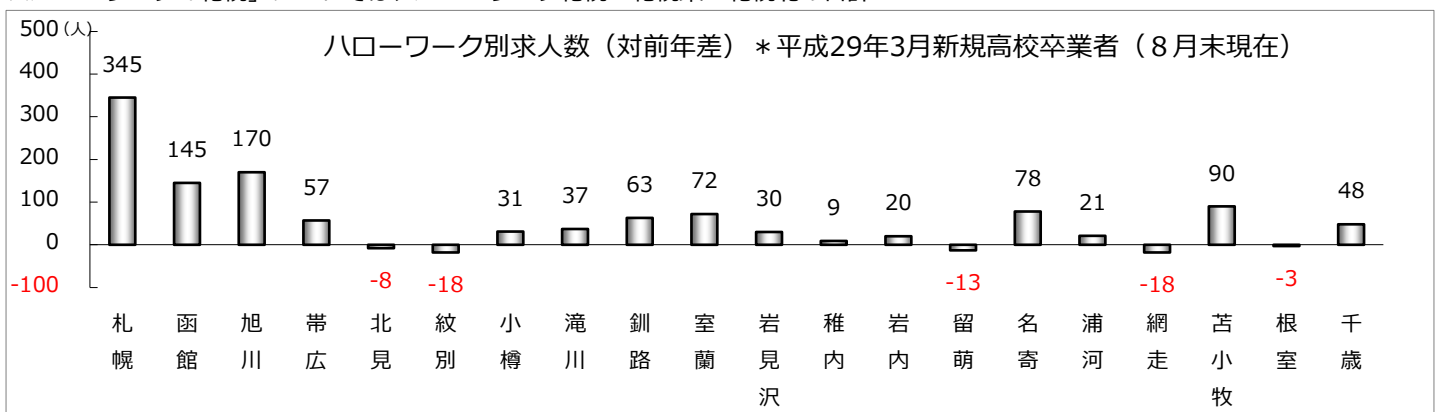 500 (人)
ハローワーク別求人数（対前年差）＊平成29年3月新規高校卒業者（８月末現在）
400
300
200
100
0
-100
345
145
170
57
-8
-18
31
37
63
72
30
9
20
-13
78
21
-18
90
-3
48
札幌
函館
旭川
帯広
北見
紋別
小樽
滝川
釧路
室蘭
岩見沢
稚内
岩内
留萌
名寄
浦河
網走
苫小牧
根室
千歳